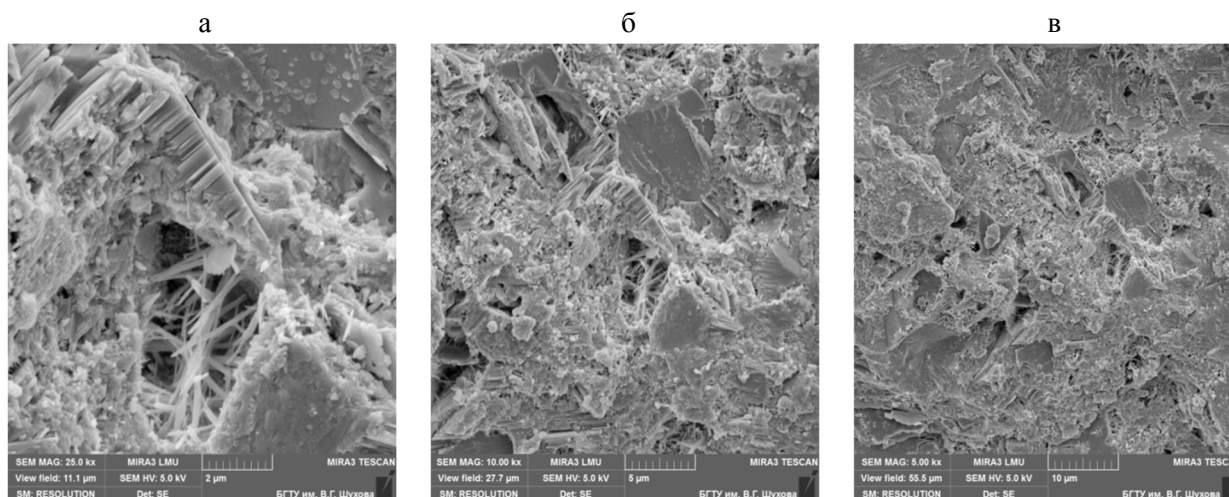 а
б
в
SEM MAG: 25.0 kx MIRA3 LMU MIRA3 TESCAN
View field: 11.1 µm SEM HV: 5.0 kV 2 µm
SM: RESOLUTION Det: SE БГТУ им. В.Г. Шухова
SEM MAG: 10.00 kx MIRA3 LMU MIRA3 TESCAN
View field: 27.7 µm SEM HV: 5.0 kV 5 µm
SM: RESOLUTION Det: SE БГТУ им. В.Г. Шухова
SEM MAG: 5.00 kx MIRA3 LMU MIRA3 TESCAN
View field: 55.5 µm SEM HV: 5.0 kV 10 µm
SM: RESOLUTION Det: SE БГТУ им. В.Г. Шухова